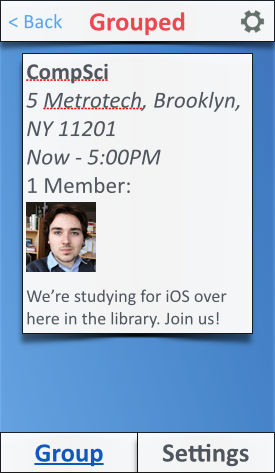 < Back Grouped
CompSci
5 Metrotech, Brooklyn,
NY 11201
Now - 5:00PM
1 Member:
We're studying for iOS over
here in the library. Join us!
Group Settings